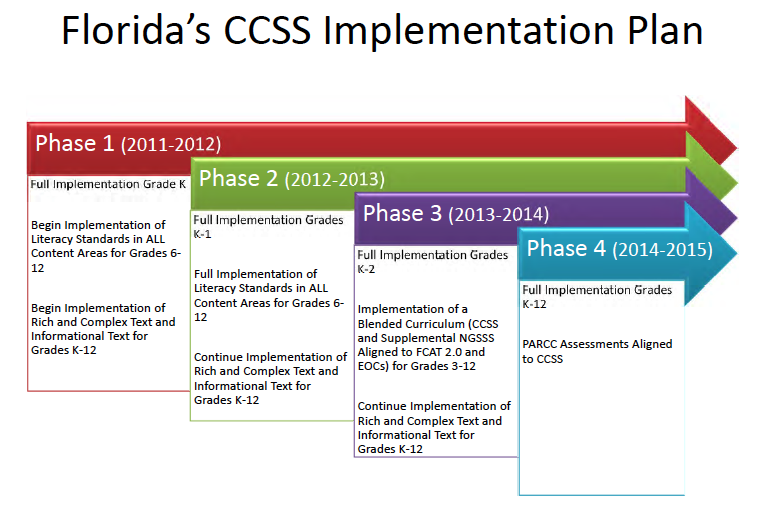 Florida's CCSS Implementation Plan
Phase 1 (2011-2012)
Full Implementation Grade K
Begin Implementation of
Literacy Standards in ALL
Content Areas for Grades 6-
12
Begin Implementation of
Rich and Complex Text and
Informational Text for
Grades K-12
Phase 2 (2012-2013)
Full Implementation Grades
K-1
Full Implementation of
Literacy Standards in ALL
Content Areas for Grades 6-
12
Continue Implementation of
Rich and Complex Text and
Informational Text for
Grades K-12
Phase 3 (2013-2014)
Full Implementation Grades
K-2
Implementation of a
Blended Curriculum (CCSS
and Supplemental NGSSS
Aligned to FCAT 2.0 and
EOCs) for Grades 3-12
Continue Implementation of
Rich and Complex Text and
Informational Text for
Grades K-12
Phase 4 (2014-2015)
Full Implementation Grades
K-12
PARCC Assessments Aligned
to CCSS